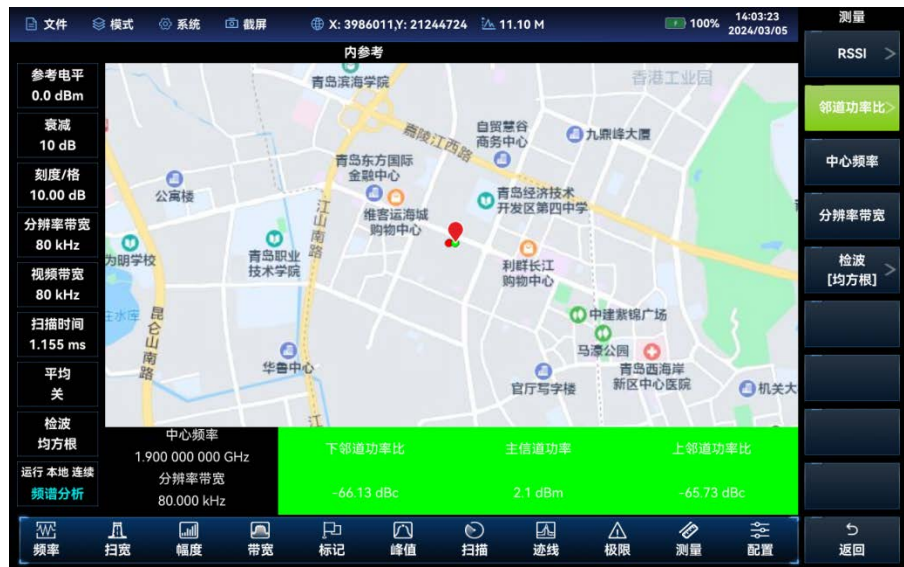 文件
模式
系统
截屏
X: 3986011,Y: 21244724
11.10 M
100%
14:03:23
2024/03/05
测量
内参考
参考电平
0.0 dBm
衰减
10 dB
刻度/格
10.00 dB
分辨率带宽
80 kHz
视频带宽
80 kHz
扫描时间
1.155 ms
平均
关
检波
均方根
运行 本地 连续
频谱分析
青岛滨海学院
香港工业园
嘉陵江西路
自贸慧谷
商务中心
九鼎峰大厦
青岛东方国际
金融中心
公寓楼
江山南路
维客运海城
购物中心
青岛经济技术
开发区第四中学
为明学校
青岛职业
技术学院
利群长江
购物中心
中建紫锦广场
昆仑山南路
马濠公园
华鲁中心
青岛西海岸
新区中心医院
官厅写字楼
机关大
江
中心频率
1.900 000 000 GHz
分辨率带宽
80.000 kHz
下邻道功率比
主信道功率
上邻道功率比
-66.13 dBc
2.1 dBm
-65.73 dBc
RSSI
>
邻道功率比>
中心频率
分辨率带宽
检波
[均方根]
>
返回
频率
扫宽
幅度
带宽
标记
峰值
扫描
迹线
极限
测量
配置